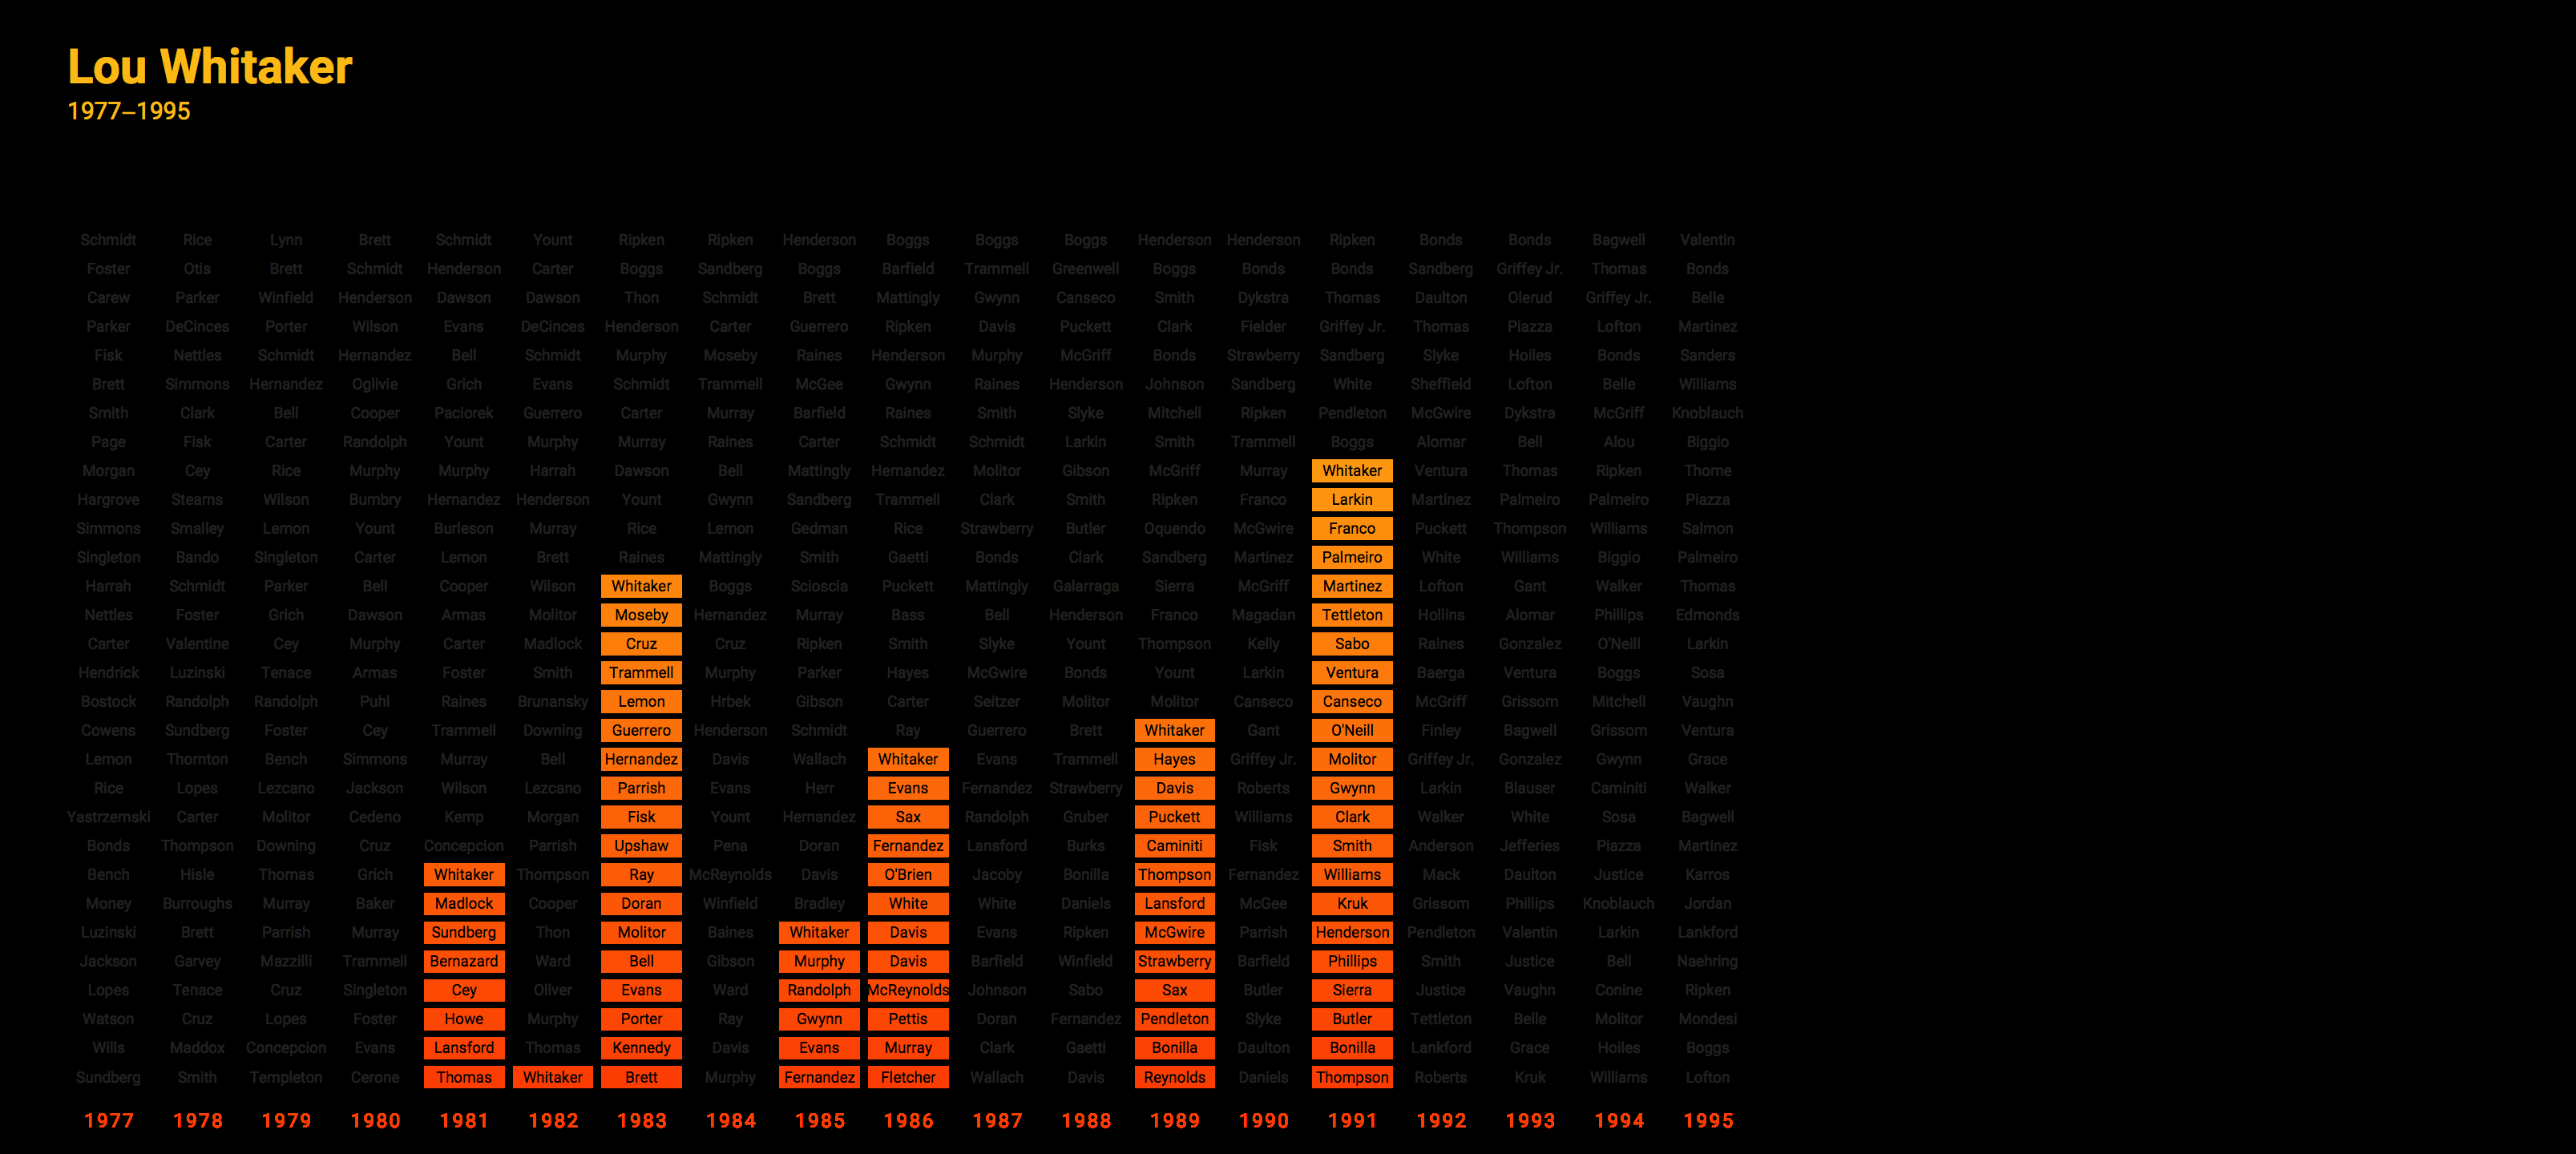 Lou Whitaker
1977–1995
Schmidt Rice Lynn Brett Schmidt Yount Ripken Ripken Henderson Boggs Boggs Boggs Henderson Henderson Ripken Bonds Bonds Bagwell Valentin
Foster Otis Brett Schmidt Henderson Carter Boggs Sandberg Boggs Barfield Trammell Greenwell Boggs Bonds Bonds Sandberg Griffey Jr. Thomas Bonds
Carew Parker Winfield Henderson Dawson Dawson Thon Schmidt Brett Mattingly Gwynn Canseco Smith Dykstra Thomas Daulton Olerud Griffey Jr. Belle
Parker DeCinces Porter Wilson Evans DeCinces Henderson Carter Guerrero Ripken Davis Puckett Clark Fielder Griffey Jr. Thomas Piazza Lofton Martinez
Fisk Nettles Schmidt Hernandez Bell Schmidt Murphy Moseby Raines Henderson Murphy McGriff Bonds Strawberry Sandberg Slyke Hoiles Bonds Sanders
Brett Simmons Hernandez Oglivie Grich Evans Schmidt Trammell McGee Gwynn Raines Henderson Johnson Sandberg White Sheffield Lofton Belle Williams
Smith Clark Bell Cooper Paciorek Guerrero Carter Murray Barfield Raines Smith Slyke Mitchell Ripken Pendleton McGwire Dykstra McGriff Knoblauch
Page Fisk Carter Randolph Yount Murphy Murray Raines Carter Schmidt Schmidt Larkin Smith Trammell Boggs Alomar Bell Alou Biggio
Morgan Cey Rice Murphy Murphy Harrah Dawson Bell Mattingly Hernandez Molitor Gibson McGriff Murray Whitaker Ventura Thomas Ripken Thome
Hargrove Stearns Wilson Bumbry Hernandez Henderson Yount Gwynn Sandberg Trammell Clark Smith Ripken Franco Larkin Martinez Palmeiro Palmeiro Piazza
Simmons Smalley Lemon Yount Burleson Murray Rice Lemon Gedman Rice Strawberry Butler Oquendo McGwire Franco Puckett Thompson Williams Salmon
Singleton Bando Singleton Carter Lemon Brett Raines Mattingly Smith Gaetti Bonds Clark Sandberg Martinez Palmeiro White Williams Biggio Palmeiro
Harrah Schmidt Parker Bell Cooper Wilson Whitaker Boggs Scioscia Puckett Mattingly Galarraga Sierra McGriff Martinez Lofton Gant Walker Thomas
Nettles Foster Grich Dawson Armas Molitor Moseby Hernandez Murray Bass Bell Henderson Franco Magadan Tettleton Hollins Alomar Phillips Edmonds
Carter Valentine Cey Murphy Carter Madlock Cruz Cruz Ripken Smith Slyke Yount Thompson Kelly Sabo Raines Gonzalez O'Neill Larkin
Hendrick Luzinski Tenace Armas Foster Smith Trammell Murphy Parker Hayes McGwire Bonds Yount Larkin Ventura Baerga Ventura Boggs Sosa
Bostock Randolph Randolph Puhl Raines Brunansky Lemon Hrbek Gibson Carter Seitzer Molitor Molitor Canseco Canseco McGriff Grissom Mitchell Vaughn
Cowens Sundberg Foster Cey Trammell Downing Guerrero Henderson Schmidt Ray Guerrero Brett Whitaker Gant O'Neill Finley Bagwell Grissom Ventura
Lemon Thornton Bench Simmons Murray Bell Hernandez Davis Wallach Whitaker Evans Trammell Hayes Griffey Jr. Molitor Griffey Jr. Gonzalez Gwynn Grace
Rice Lopes Lezcano Jackson Wilson Lezcano Parrish Evans Herr Evans Fernandez Strawberry Davis Roberts Gwynn Larkin Blauser Caminiti Walker
Yastrzemski Carter Molitor Cedeno Kemp Morgan Fisk Yount Hernandez Sax Randolph Gruber Puckett Williams Clark Walker White Sosa Bagwell
Bonds Thompson Downing Cruz Concepcion Parrish Upshaw Pena Doran Fernandez Lansford Burks Caminiti Fisk Smith Anderson Jefferies Piazza Martinez
Bench Hisle Thomas Grich Whitaker Thompson Ray McReynolds Davis O'Brien Jacoby Bonilla Thompson Fernandez Williams Mack Daulton Justice Karros
Money Burroughs Murray Baker Madlock Cooper Doran Winfield Bradley White White Daniels Lansford McGee Kruk Grissom Phillips Knoblauch Jordan
Luzinski Brett Parrish Murray Sundberg Thon Molitor Baines Whitaker Davis Evans Ripken McGwire Parrish Henderson Pendleton Valentin Larkin Lankford
Jackson Garvey Mazzilli Trammell Bernazard Ward Bell Gibson Murphy Davis Barfield Winfield Strawberry Barfield Phillips Smith Justice Bell Naehring
Lopes Tenace Cruz Singleton Cey Oliver Evans Ward Randolph McReynolds Johnson Sabo Sax Butler Sierra Justice Vaughn Conine Ripken
Watson Cruz Lopes Foster Howe Murphy Porter Ray Gwynn Pettis Doran Fernandez Pendleton Slyke Butler Tettleton Belle Molitor Mondesi
Wills Maddox Concepcion Evans Lansford Thomas Kennedy Davis Evans Murray Clark Gaetti Bonilla Daulton Bonilla Lankford Grace Hoiles Boggs
Sundberg Smith Templeton Cerone Thomas Whitaker Brett Murphy Fernandez Fletcher Wallach Davis Reynolds Daniels Thompson Roberts Kruk Williams Lofton
1977 1978 1979 1980 1981 1982 1983 1984 1985 1986 1987 1988 1989 1990 1991 1992 1993 1994 1995